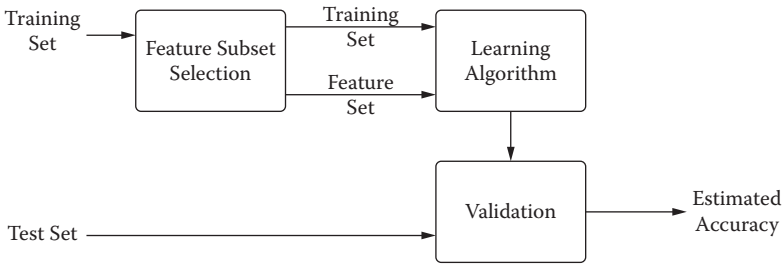 Training
Set
Feature Subset
Selection
Training
Set
Feature
Set
Learning
Algorithm
Validation
Test Set
Estimated
Accuracy